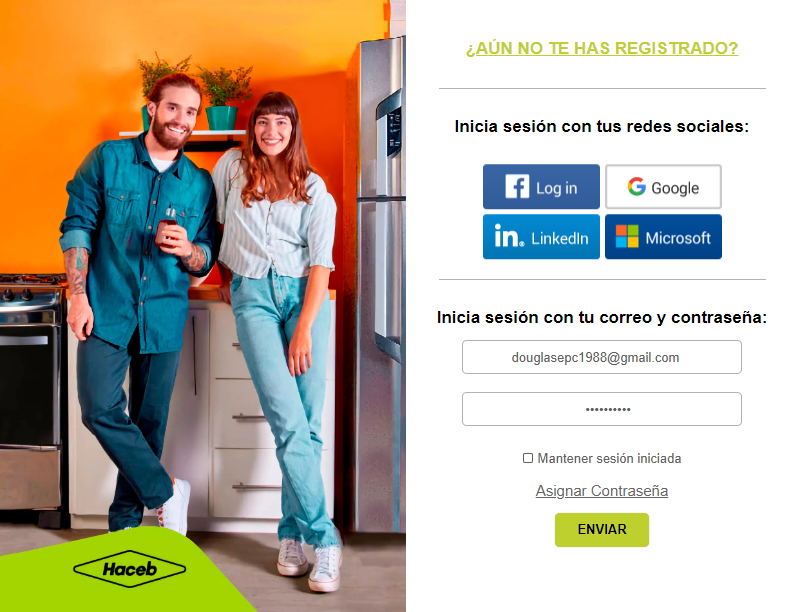 Haceb
¿AÚN NO TE HAS REGISTRADO?
Inicia sesión con tus redes sociales:
Log in
Google
LinkedIn
Microsoft
Inicia sesión con tu correo y contraseña:
douglasepc1988@gmail.com
••••••••••
Mantener sesión iniciada
Asignar Contraseña
ENVIAR